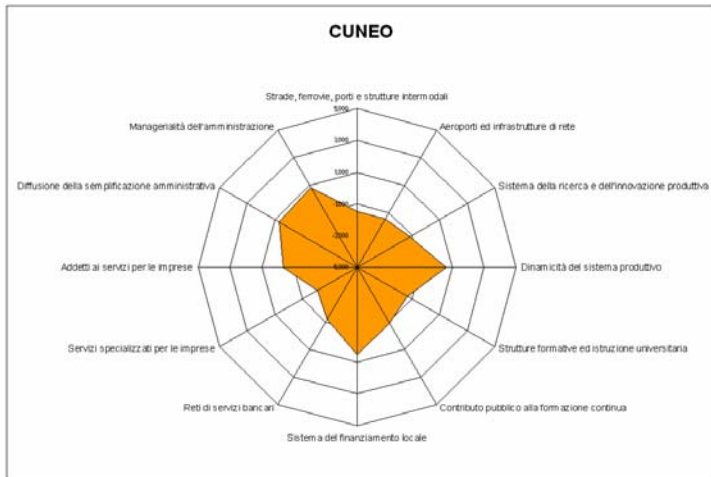 CUNEO
Strade, ferrovie, porti e strutture intermodali
Managerialità dell'amministrazione
Aeroporti ed infrastrutture di rete
Diffusione della semplificazione amministrativa
Sistema della ricerca e dell'innovazione produttiva
Addetti ai servizi per le imprese
Dinamicità del sistema produttivo
Servizi specializzati per le imprese
Strutture formative ed istruzione universitaria
Reti di servizi bancari
Contributo pubblico alla formazione continua
Sistema del finanziamento locale